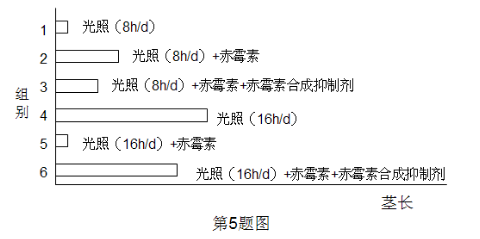 1 光照（8h/d）
2 光照（8h/d）+赤霉素
3 光照（8h/d）+赤霉素+赤霉素合成抑制剂
组别
4 光照（16h/d）
5 光照（16h/d）+赤霉素
6 光照（16h/d）+赤霉素+赤霉素合成抑制剂
茎长
第5题图